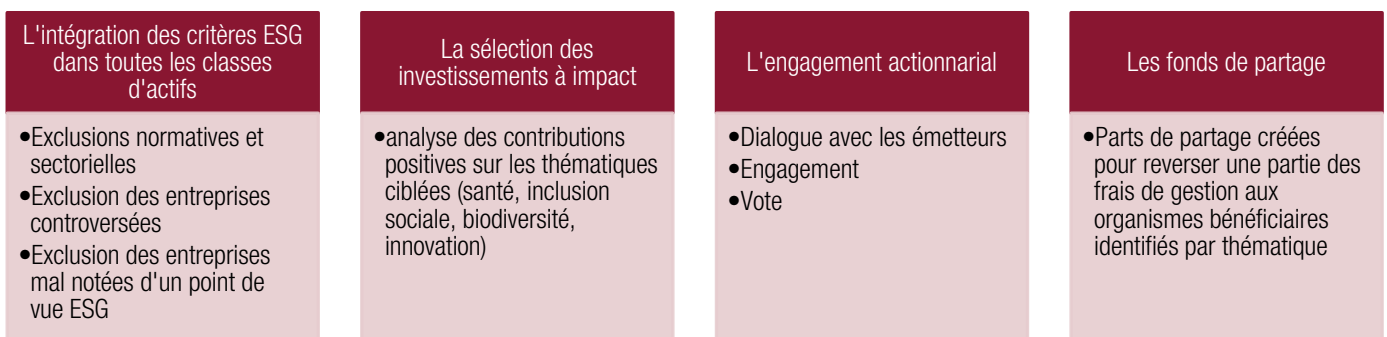 L'intégration des critères ESG
dans toutes les classes
d'actifs
•Exclusions normatives et
sectorielles
•Exclusion des entreprises
controversées
•Exclusion des entreprises
mal notées d'un point de
vue ESG
La sélection des
investissements à impact
•analyse des contributions
positives sur les thématiques
ciblées (santé, inclusion
sociale, biodiversité,
innovation)
L'engagement actionnarial
•Dialogue avec les émetteurs
•Engagement
•Vote
Les fonds de partage
•Parts de partage créées
pour reverser une partie des
frais de gestion aux
organismes bénéficiaires
identifiés par thématique